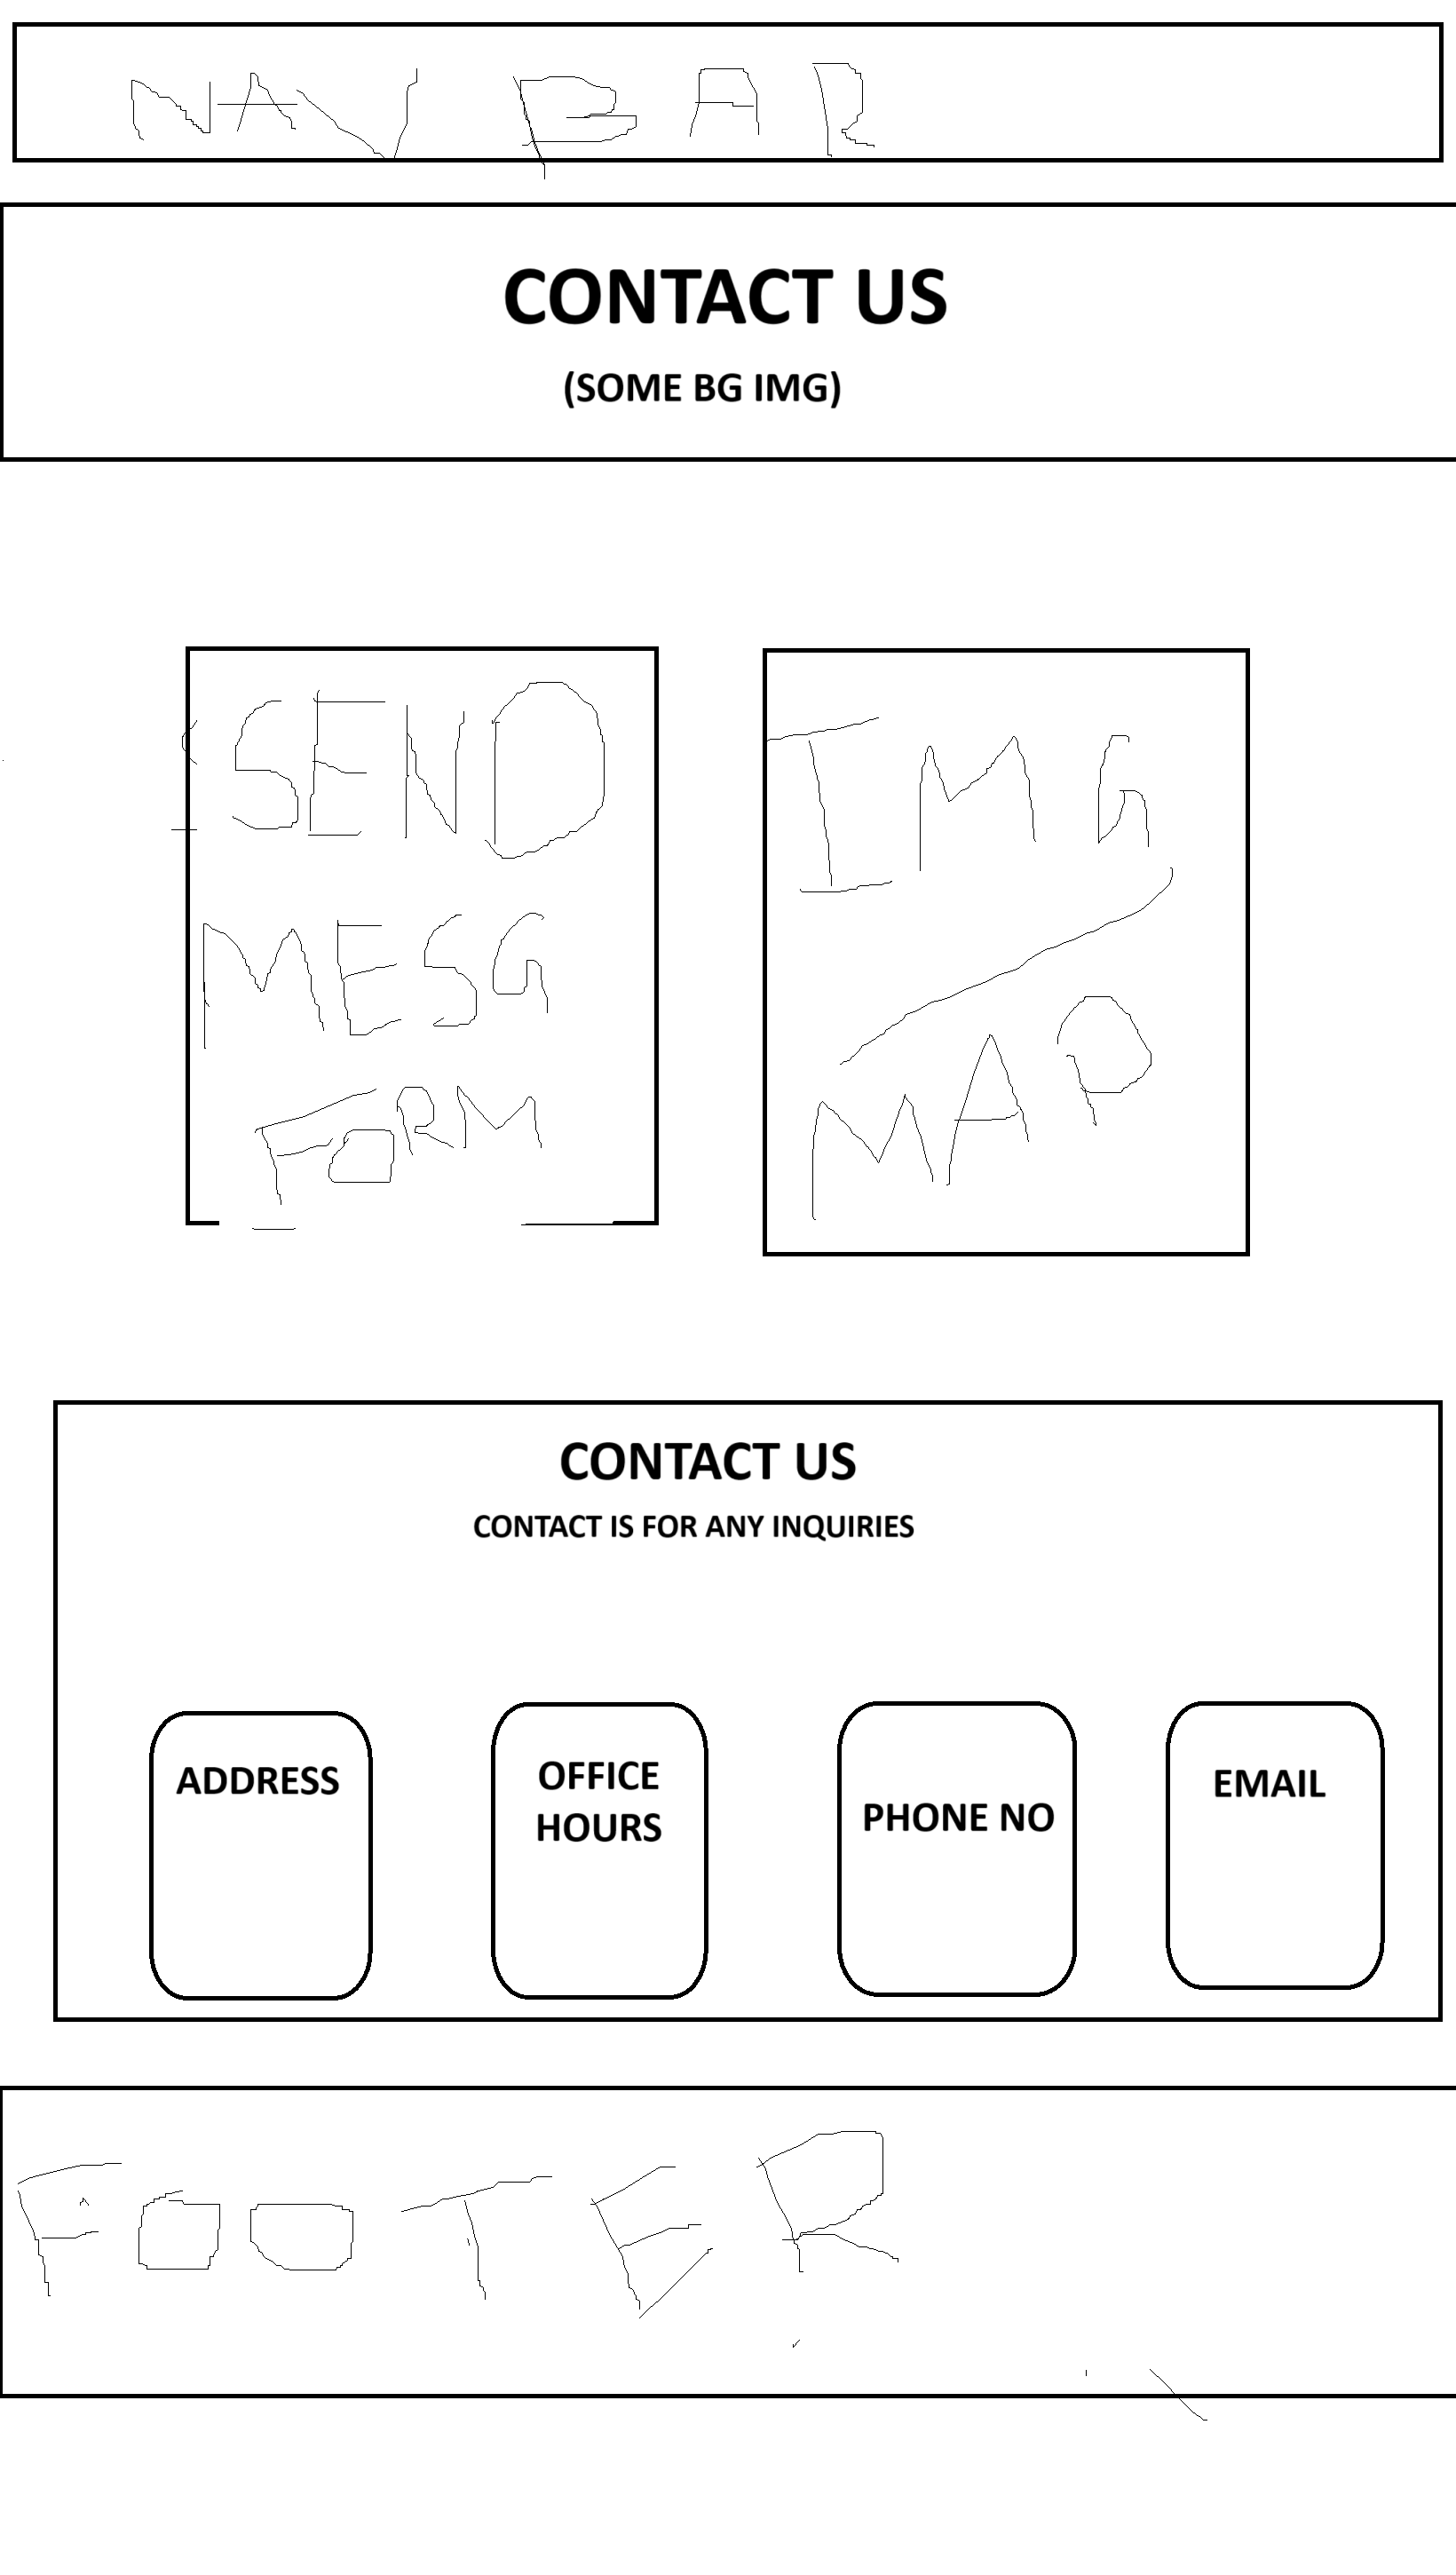 NAV BAR
CONTACT US
(SOME BG IMG)
SEND
MESG
FORM
IMG
/
MAP
CONTACT US
CONTACT IS FOR ANY INQUIRIES
ADDRESS
OFFICE
HOURS
PHONE NO
EMAIL
FOOTER